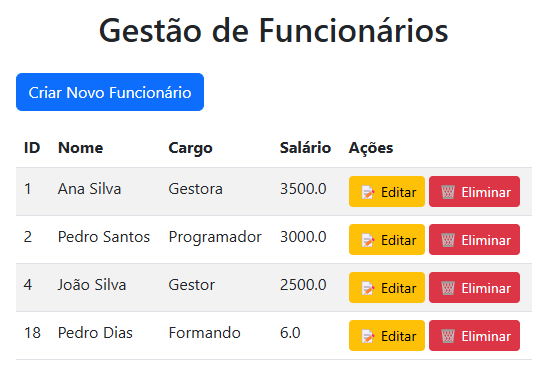 Gestão de Funcionários
Criar Novo Funcionário
ID Nome Cargo Salário Ações
1 Ana Silva Gestora 3500.0 Editar Eliminar
2 Pedro Santos Programador 3000.0 Editar Eliminar
4 João Silva Gestor 2500.0 Editar Eliminar
18 Pedro Dias Formando 6.0 Editar Eliminar